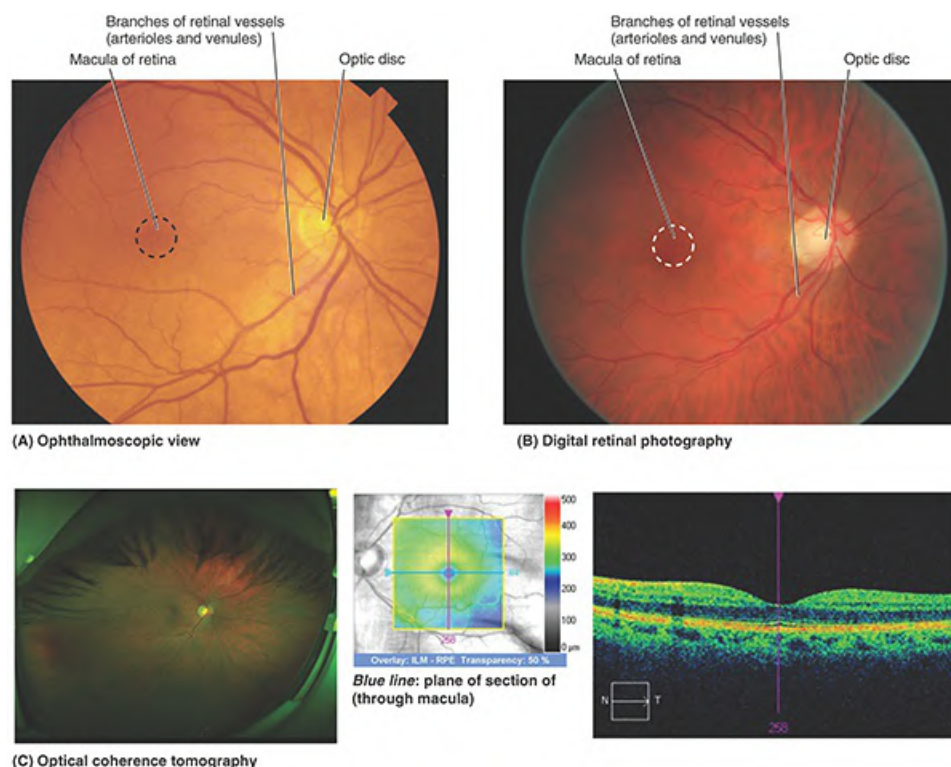 Branches of retinal vessels
(arterioles and venules)
Macula of retina
Optic disc
Branches of retinal vessels
(arterioles and venules)
Macula of retina
Optic disc
(A) Ophthalmoscopic view
(B) Digital retinal photography
500
400
300
200
100
0 µm
258
Overlay: ILM - RPE Transparency: 50 %
Blue line: plane of section of
(through macula)
N
T
258
(C) Optical coherence tomography